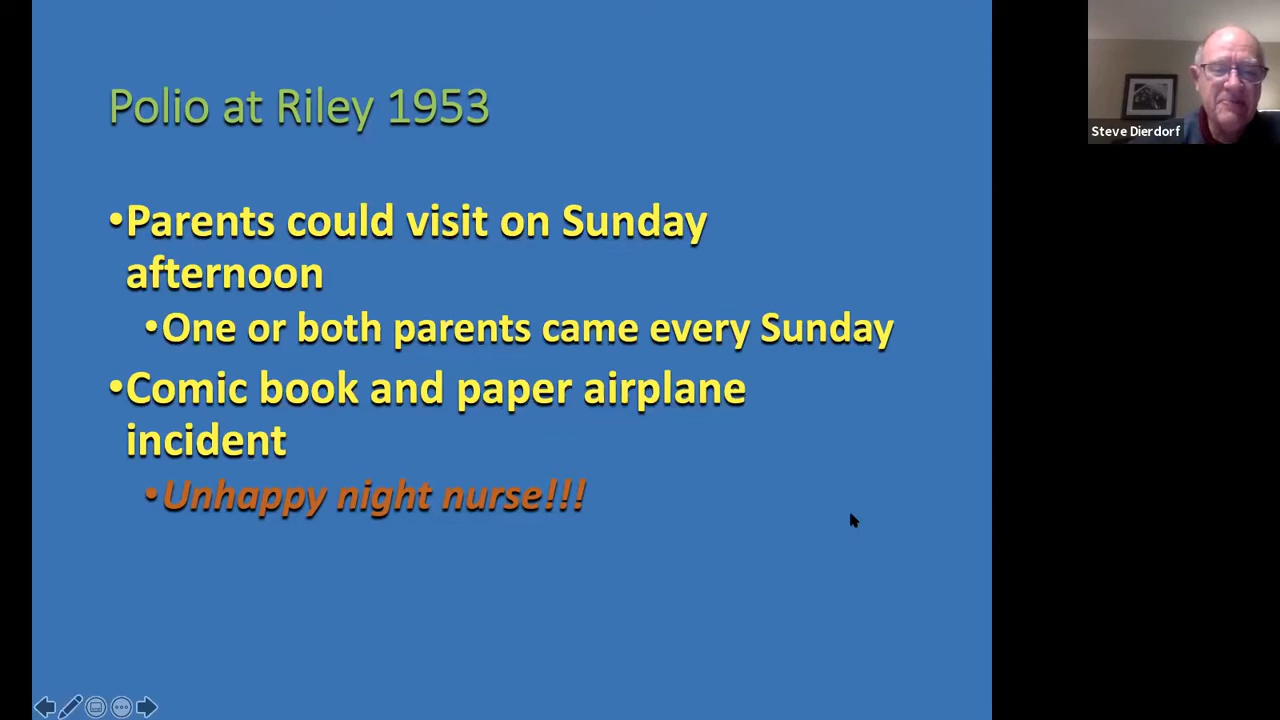 Polio at Riley 1953
•Parents could visit on Sunday
afternoon
•One or both parents came every Sunday
•Comic book and paper airplane
incident
•Unhappy night nurse!!!
Steve Dierdorf